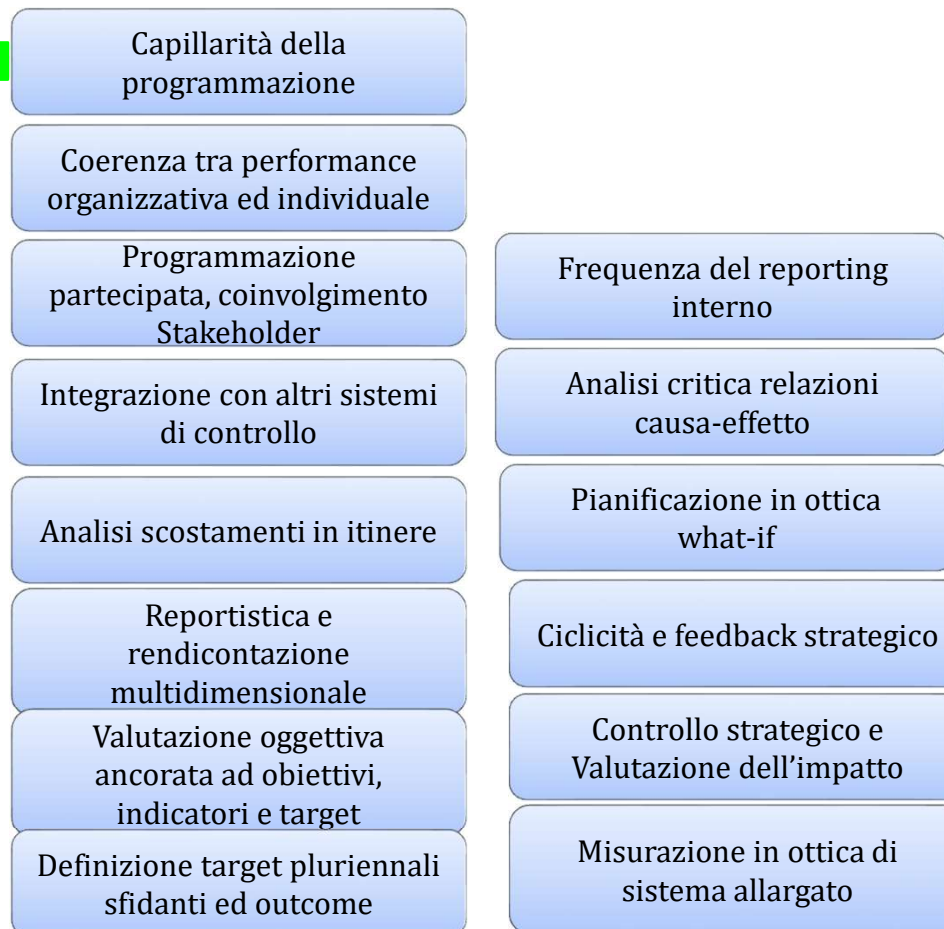 Capillarità della
programmazione
Coerenza tra performance
organizzativa ed individuale
Programmazione
partecipata, coinvolgimento
Stakeholder
Integrazione con altri sistemi
di controllo
Analisi scostamenti in itinere
Reportistica e
rendicontazione
multidimensionale
Valutazione oggettiva
ancorata ad obiettivi,
indicatori e target
Definizione target pluriennali
sfidanti ed outcome
Frequenza del reporting
interno
Analisi critica relazioni
causa-effetto
Pianificazione in ottica
what-if
Ciclicità e feedback strategico
Controllo strategico e
Valutazione dell’impatto
Misurazione in ottica di
sistema allargato